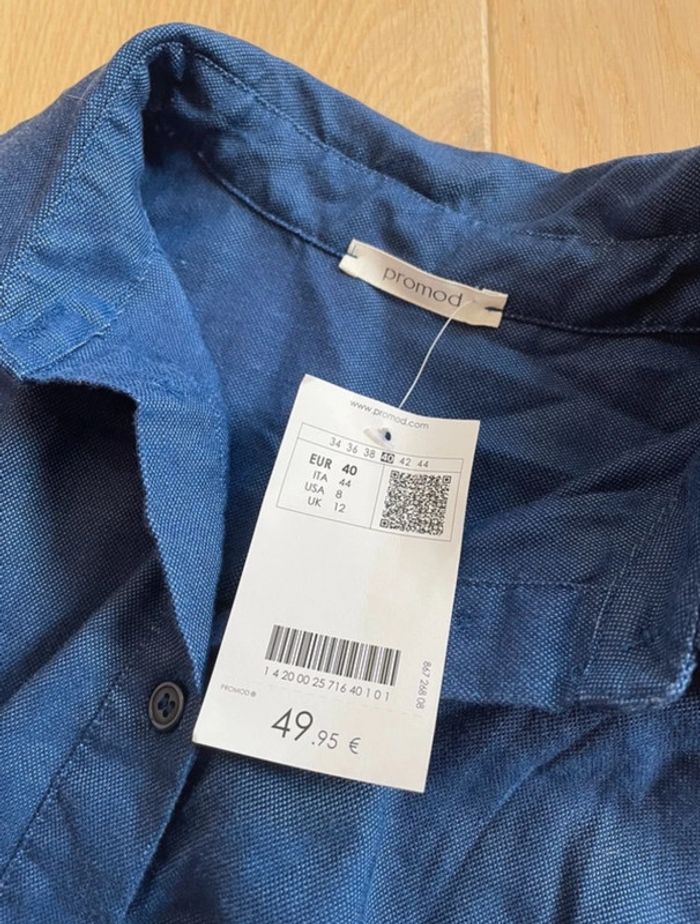 promod
www.promod.com
34 36 38 40 42 44
EUR 40
ITA 44
USA 8
UK 12
1 4 20 00 25 716 40 1 0 1
867 268 08
PROMOD ®
49.95 €